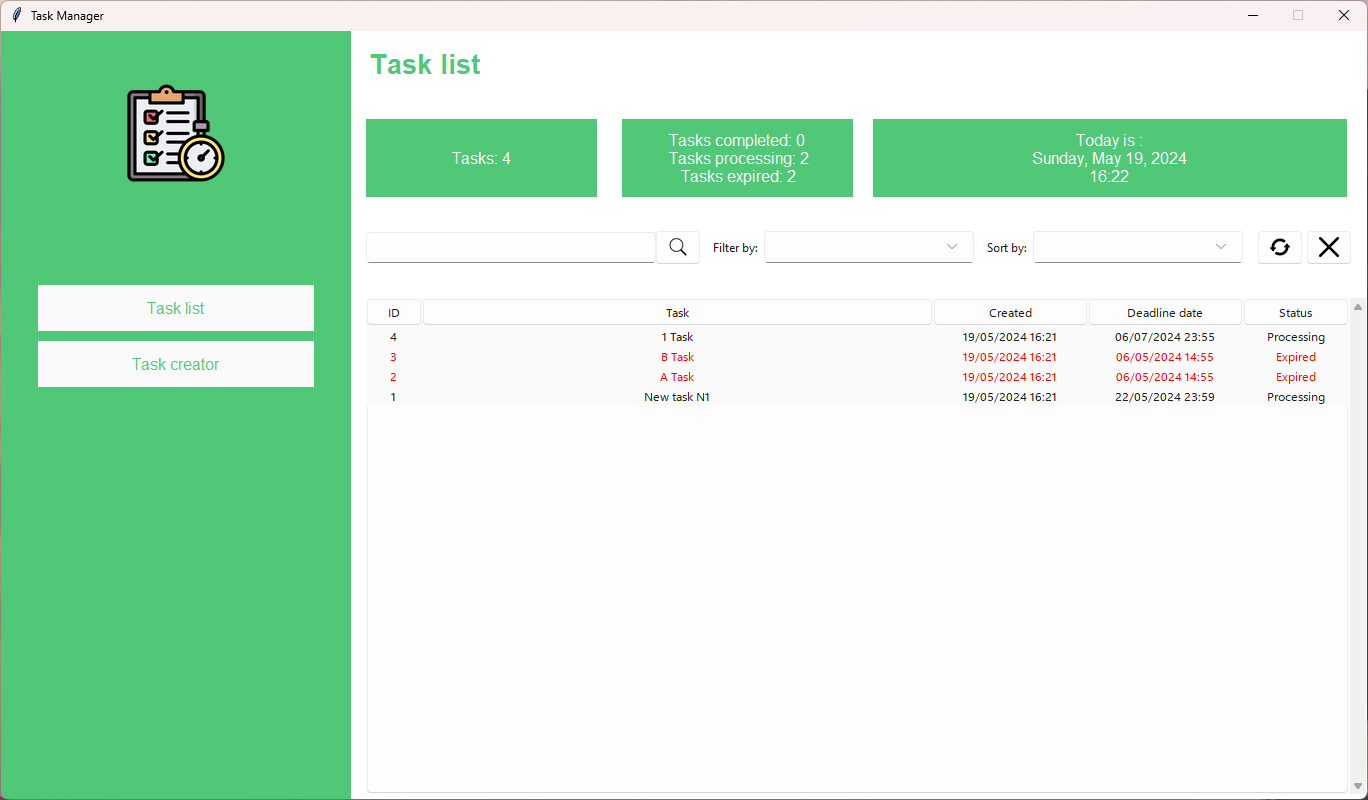 Task Manager
Task list
Tasks: 4
Tasks completed: 0
Tasks processing: 2
Tasks expired: 2
Today is :
Sunday, May 19, 2024
16:22
Task list
Task creator
Filter by:
Sort by:
ID Task Created Deadline date Status
4 1 Task 19/05/2024 16:21 06/07/2024 23:55 Processing
3 B Task 19/05/2024 16:21 06/05/2024 14:55 Expired
2 A Task 19/05/2024 16:21 06/05/2024 14:55 Expired
1 New task N1 19/05/2024 16:21 22/05/2024 23:59 Processing